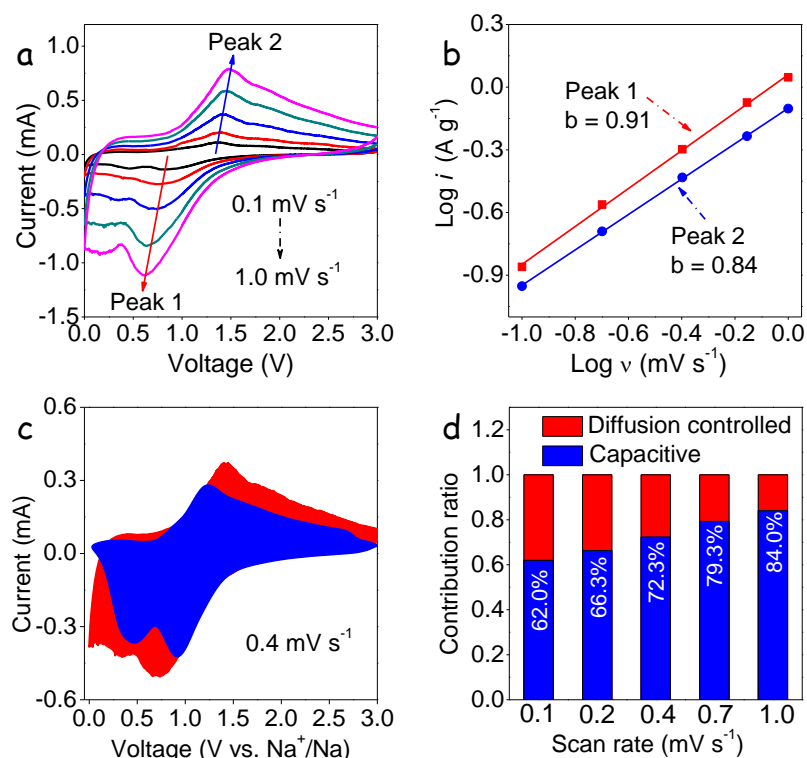 a
Peak 2
Peak 1
0.1 mV s⁻¹
1.0 mV s⁻¹
Current (mA)
1.0
0.5
0.0
-0.5
-1.0
-1.5
0.0 0.5 1.0 1.5 2.0 2.5 3.0
Voltage (V)
b
Peak 1
b = 0.91
Peak 2
b = 0.84
Log i (A g⁻¹)
0.3
0.0
-0.3
-0.6
-0.9
-1.0 -0.8 -0.6 -0.4 -0.2 0.0
Log ν (mV s⁻¹)
c
0.4 mV s⁻¹
Current (mA)
0.6
0.3
0.0
-0.3
-0.6
0.0 0.5 1.0 1.5 2.0 2.5 3.0
Voltage (V vs. Na⁺/Na)
d
Diffusion controlled
Capacitive
Contribution ratio
1.2
1.0
0.8
0.6
0.4
0.2
0.0
62.0%
66.3%
72.3%
79.3%
84.0%
0.1 0.2 0.4 0.7 1.0
Scan rate (mV s⁻¹)